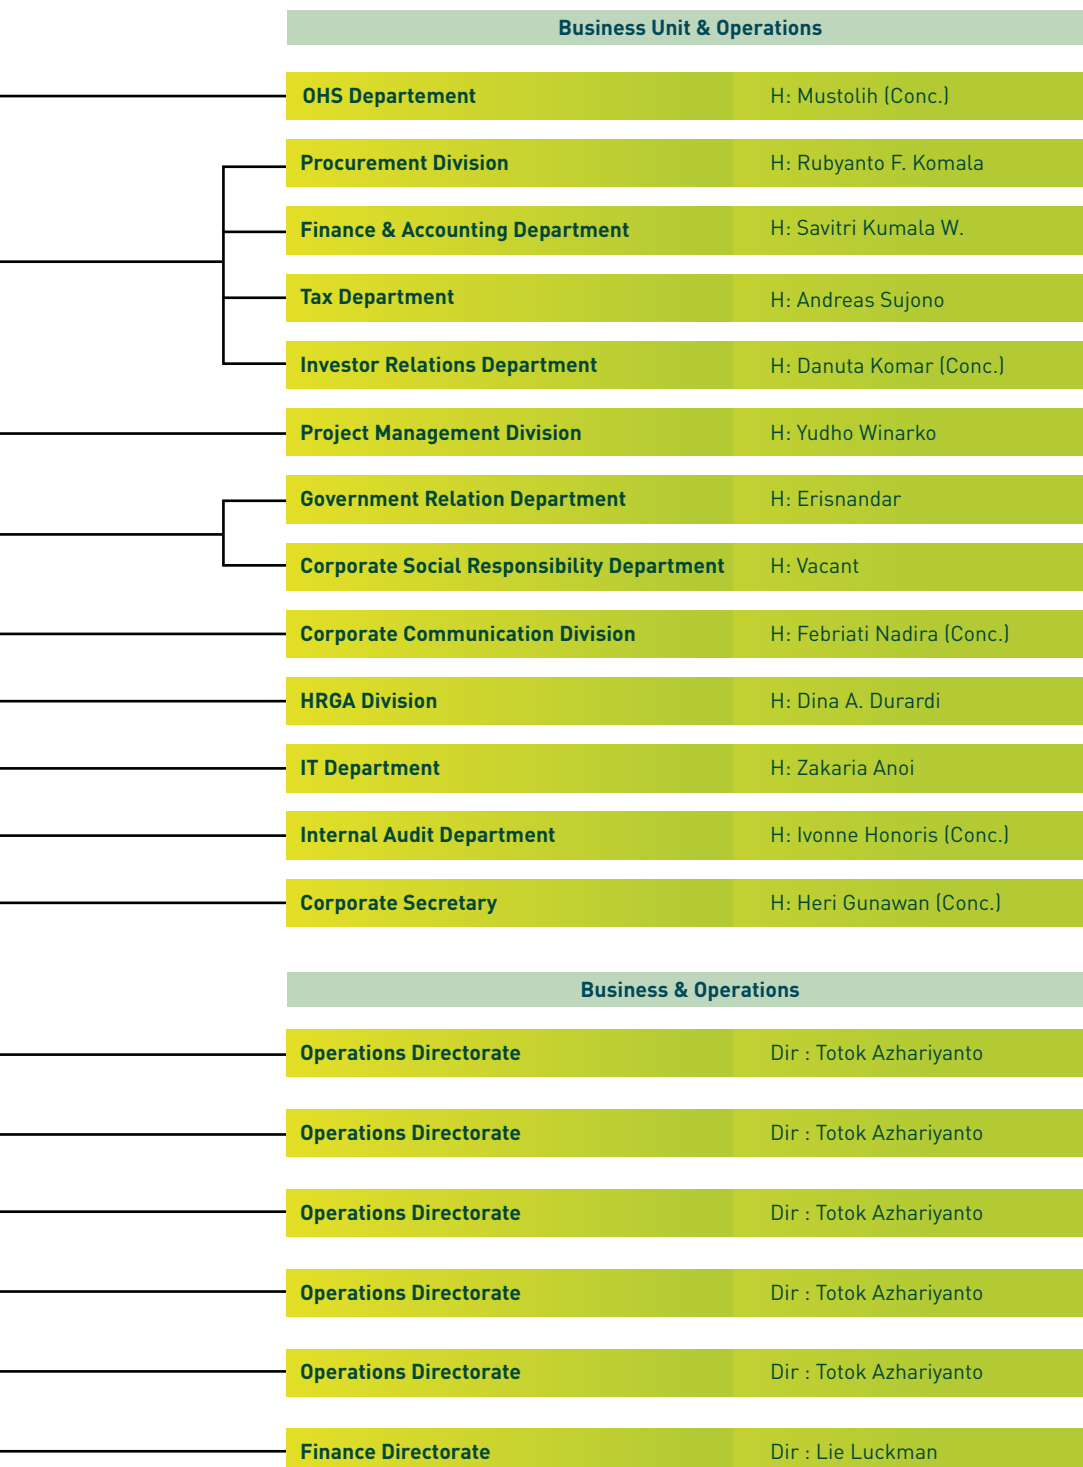 Business Unit & Operations
OHS Departement H: Mustolih (Conc.)
Procurement Division H: Rubyanto F. Komala
Finance & Accounting Department H: Savitri Kumala W.
Tax Department H: Andreas Sujono
Investor Relations Department H: Danuta Komar (Conc.)
Project Management Division H: Yudho Winarko
Government Relation Department H: Erisnandar
Corporate Social Responsibility Department H: Vacant
Corporate Communication Division H: Febriati Nadira (Conc.)
HRGA Division H: Dina A. Durardi
IT Department H: Zakaria Anoi
Internal Audit Department H: Ivonne Honoris (Conc.)
Corporate Secretary H: Heri Gunawan (Conc.)
Business & Operations
Operations Directorate Dir : Totok Azhariyanto
Operations Directorate Dir : Totok Azhariyanto
Operations Directorate Dir : Totok Azhariyanto
Operations Directorate Dir : Totok Azhariyanto
Operations Directorate Dir : Totok Azhariyanto
Finance Directorate Dir : Lie Luckman